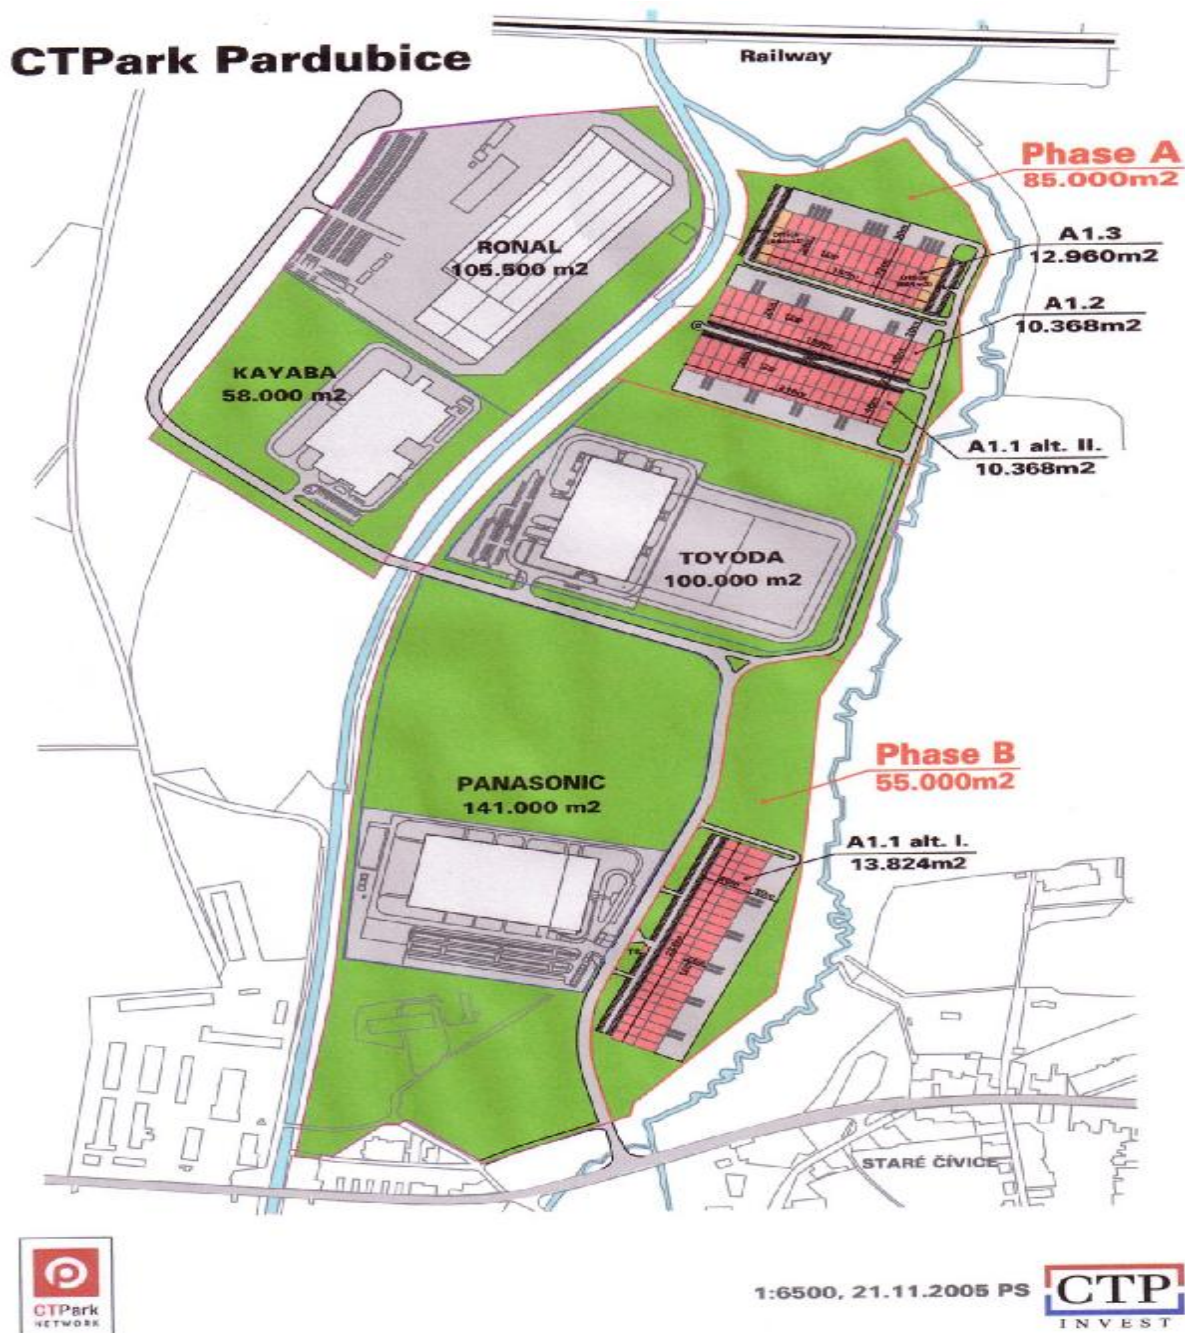 CTPark Pardubice
Railway
Phase A
85.000m2
RONAL
105.500 m2
A1.3
12.960m2
A1.2
10.368m2
KAYABA
58.000 m2
A1.1 alt. II.
10.368m2
TOYODA
100.000 m2
Phase B
55.000m2
PANASONIC
141.000 m2
A1.1 alt. I.
13.824m2
STARÉ ČÍVICE
CTPark
NETWORK
1:6500, 21.11.2005 PS
CTP
INVEST